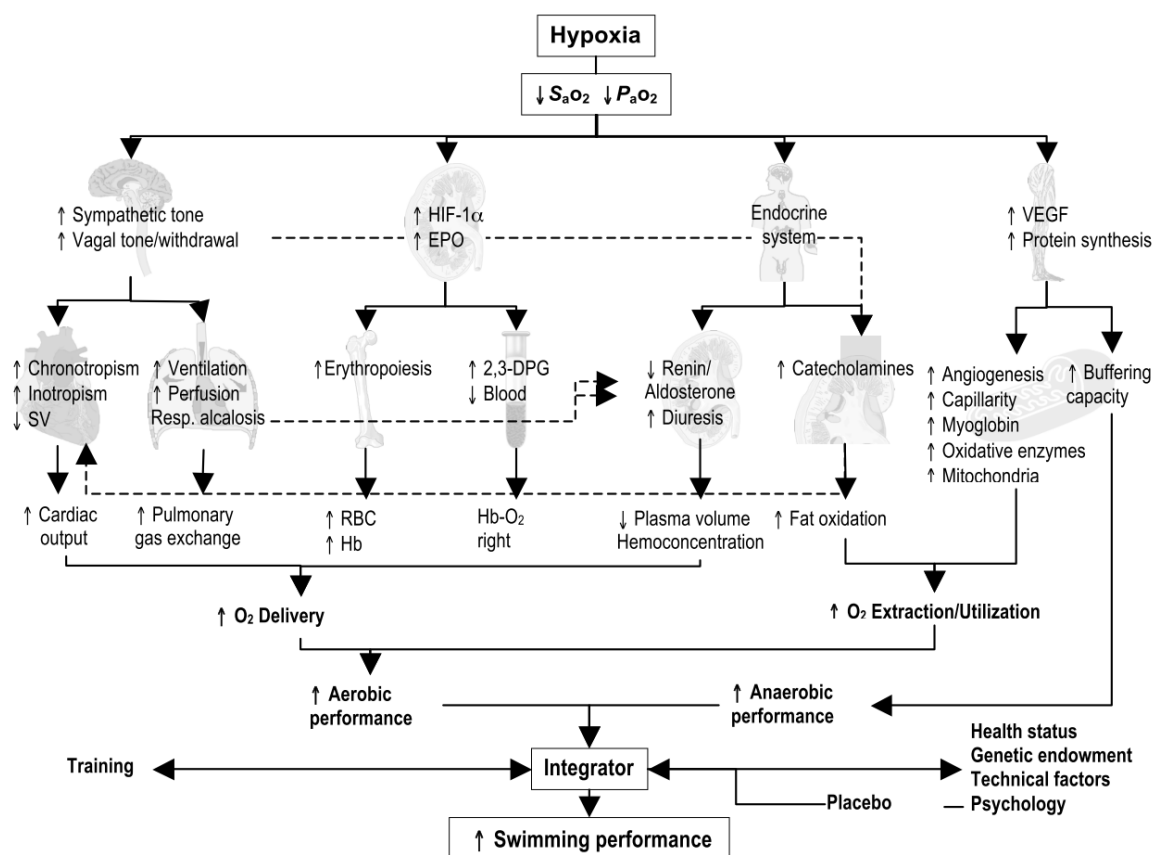 Hypoxia
↓ SaO₂ ↓ PaO₂
↑ Sympathetic tone
↑ Vagal tone/withdrawal
↑ HIF-1α
↑ EPO
Endocrine
system
↑ VEGF
↑ Protein synthesis
↑ Chronotropism
↑ Inotropism
↓ SV
↑ Ventilation
↑ Perfusion
Resp. alcalosis
↑ Erythropoiesis
↑ 2,3-DPG
↓ Blood
↓ Renin/
Aldosterone
↑ Diuresis
↑ Catecholamines
↑ Angiogenesis
↑ Capillarity
↑ Myoglobin
↑ Oxidative enzymes
↑ Mitochondria
↑ Buffering
capacity
↑ Cardiac
output
↑ Pulmonary
gas exchange
↑ RBC
↑ Hb
Hb-O₂
right
↓ Plasma volume
Hemoconcentration
↑ Fat oxidation
↑ O₂ Delivery
↑ O₂ Extraction/Utilization
↑ Aerobic
performance
↑ Anaerobic
performance
Training
Integrator
Health status
Genetic endowment
Technical factors
Psychology
Placebo
↑ Swimming performance